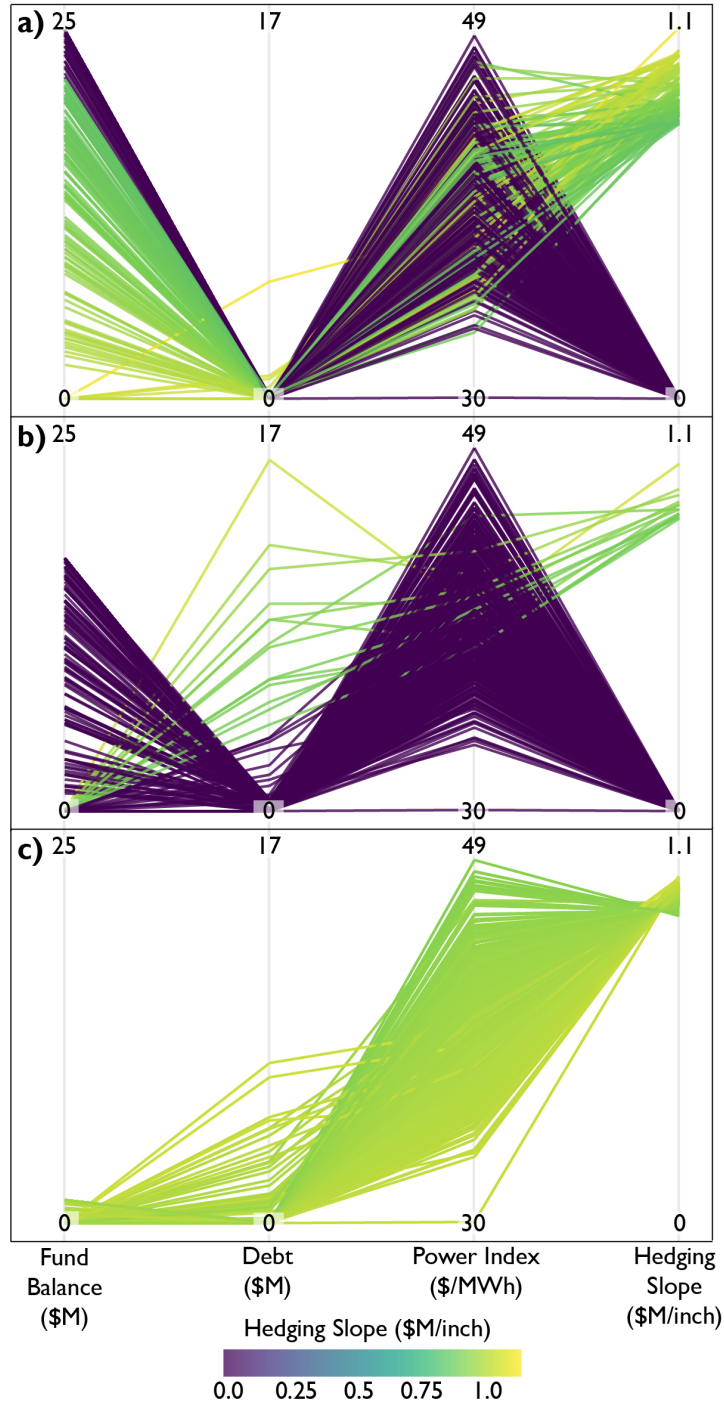 a) 25 17 49 1.1
0 0 30 0
b) 25 17 49 1.1
0 0 30 0
c) 25 17 49 1.1
0 0 30 0
Fund Debt Power Index Hedging
Balance ($M) ($/MWh) Slope
($M) ($M/inch)
Hedging Slope ($M/inch)
0.0 0.25 0.5 0.75 1.0